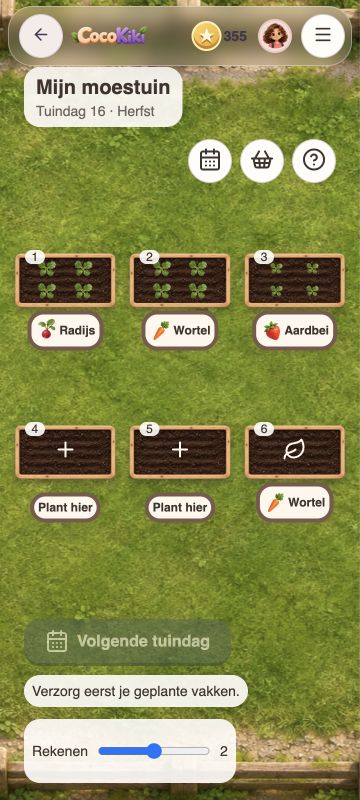 CocoKiki
355
Mijn moestuin
Tuindag 16 · Herfst
1
2
3
Radijs
Wortel
Aardbei
4
5
6
Plant hier
Plant hier
Wortel
Volgende tuindag
Verzorg eerst je geplante vakken.
Rekenen
2